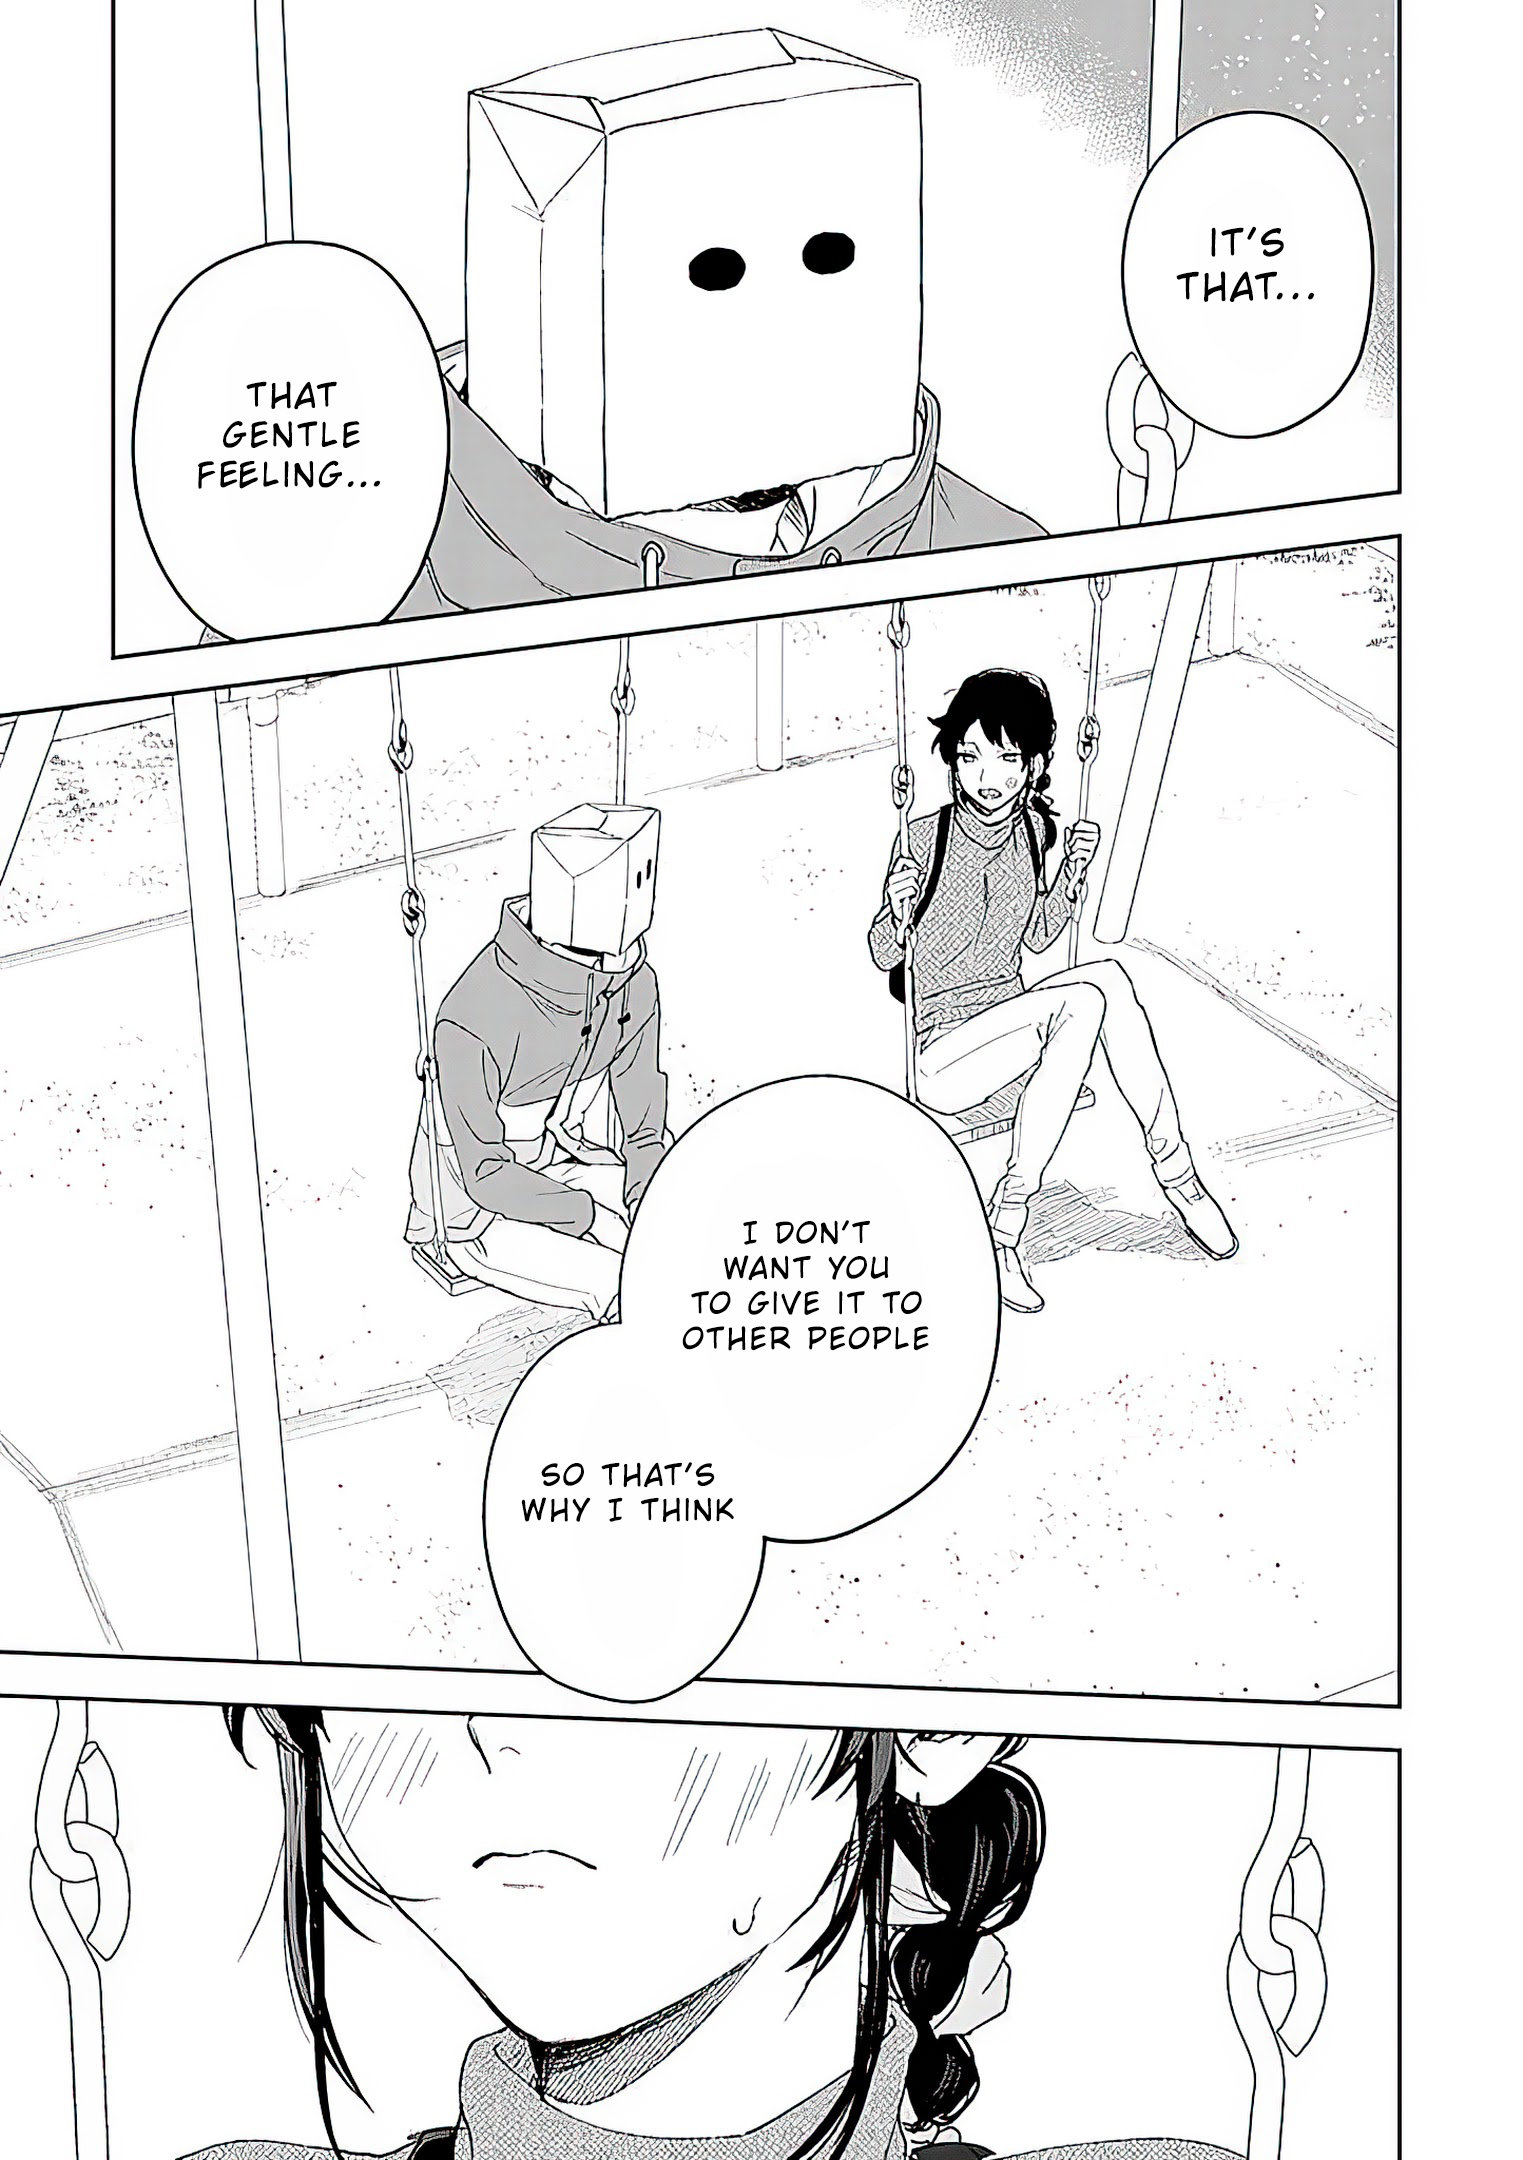 IT'S
THAT...
THAT
GENTLE
FEELING...
I DON'T
WANT YOU
TO GIVE IT TO
OTHER PEOPLE
SO THAT'S
WHY I THINK